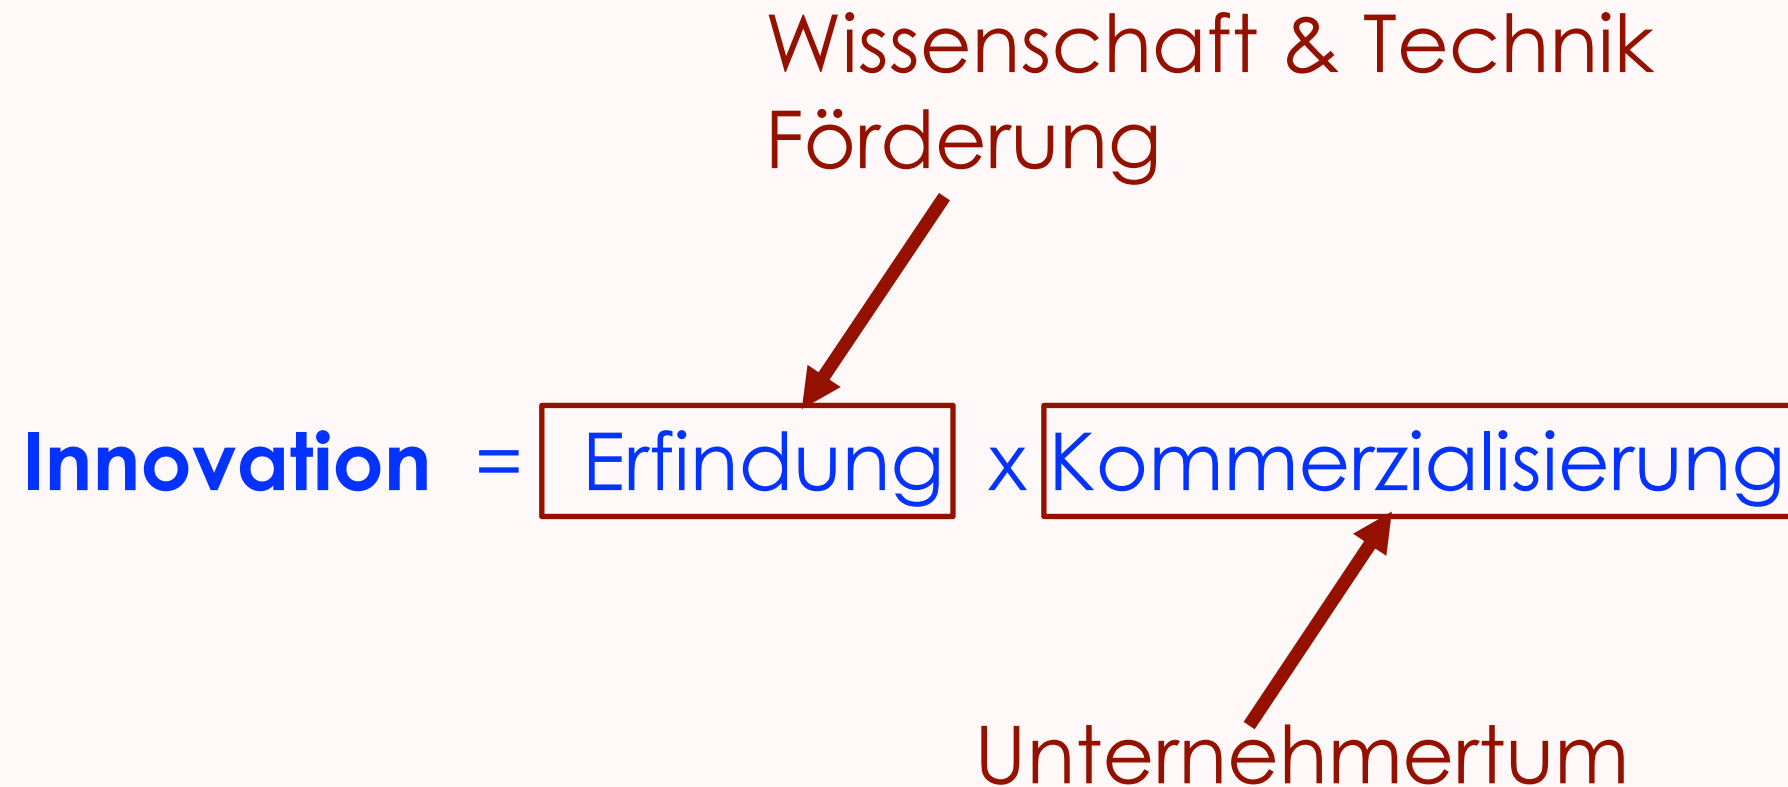 Wissenschaft & Technik
Förderung
Innovation = Erfindung x Kommerzialisierung
Unternehmertum